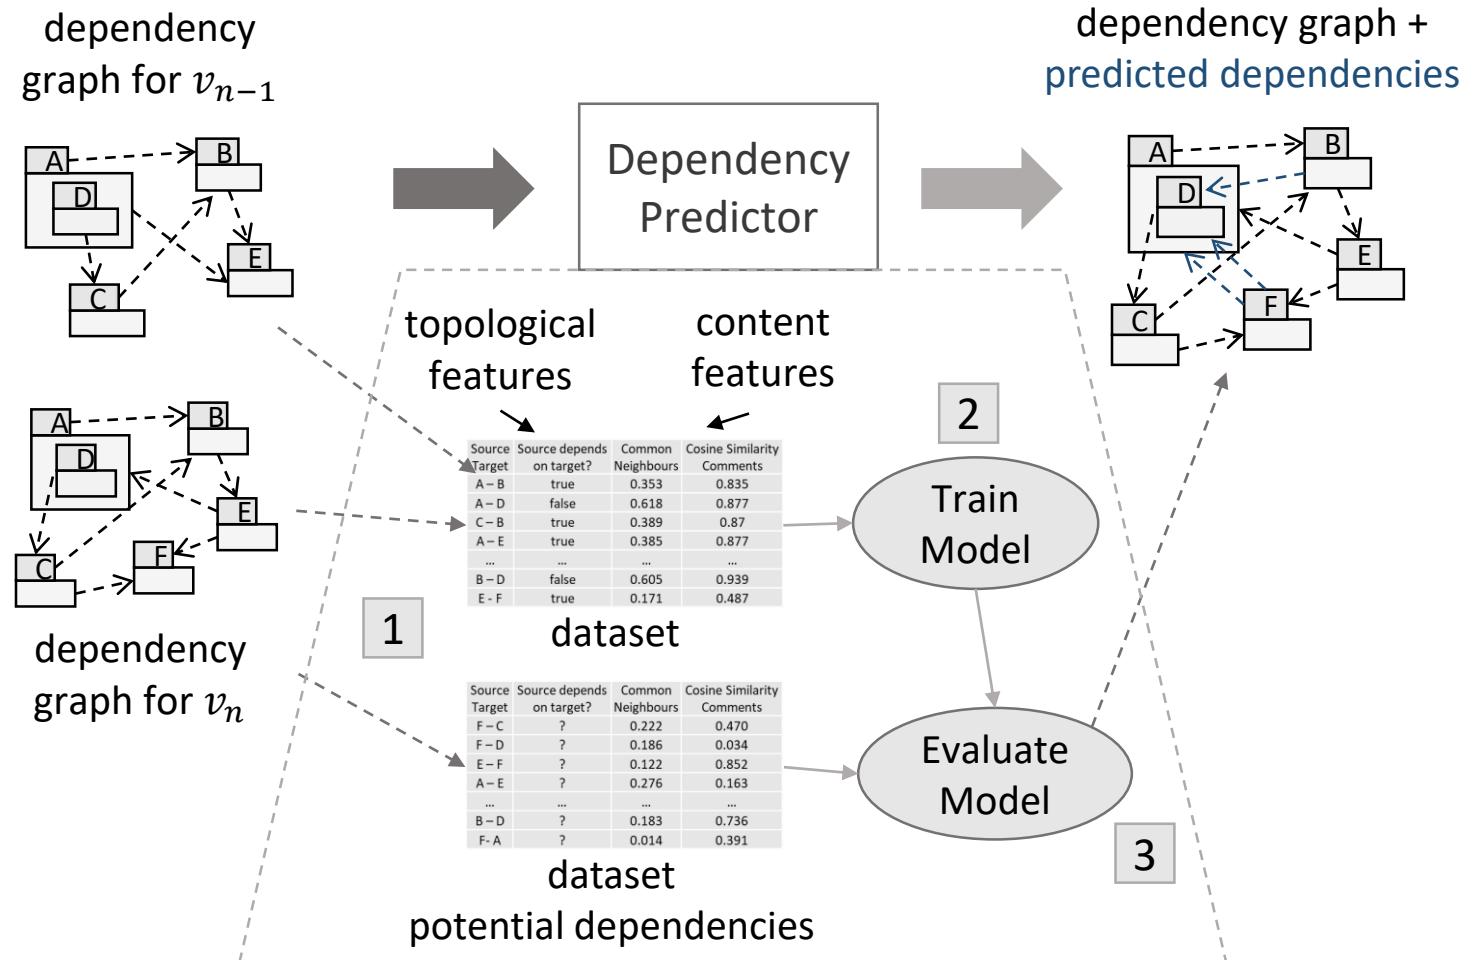 dependency
graph for vₙ₋₁
A
B
D
E
C
Dependency
Predictor
dependency graph +
predicted dependencies
A
B
D
E
F
C
A
B
D
E
F
C
dependency
graph for vₙ
1
topological
features
content
features
Source Target Source depends on target? Common Neighbours Cosine Similarity Comments
A – B true 0.353 0.835
A – D false 0.618 0.877
C – B true 0.389 0.87
A – E true 0.385 0.877
... ... ... ...
B – D false 0.605 0.939
E - F true 0.171 0.487
dataset
Source Target Source depends on target? Common Neighbours Cosine Similarity Comments
F – C ? 0.222 0.470
F – D ? 0.186 0.034
E – F ? 0.122 0.852
A – E ? 0.276 0.163
... ... ... ...
B – D ? 0.183 0.736
F- A ? 0.014 0.391
dataset
potential dependencies
2
Train
Model
Evaluate
Model
3